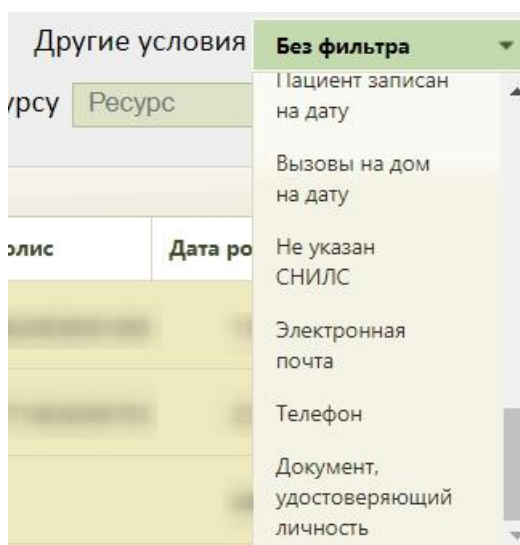 Другие условия
Без фильтра
урсу
Ресурс
Пациент записан
на дату
Вызовы на дом
на дату
олис
Дата ро
Не указан
СНИЛС
Электронная
почта
Телефон
Документ,
удостоверяющий
личность